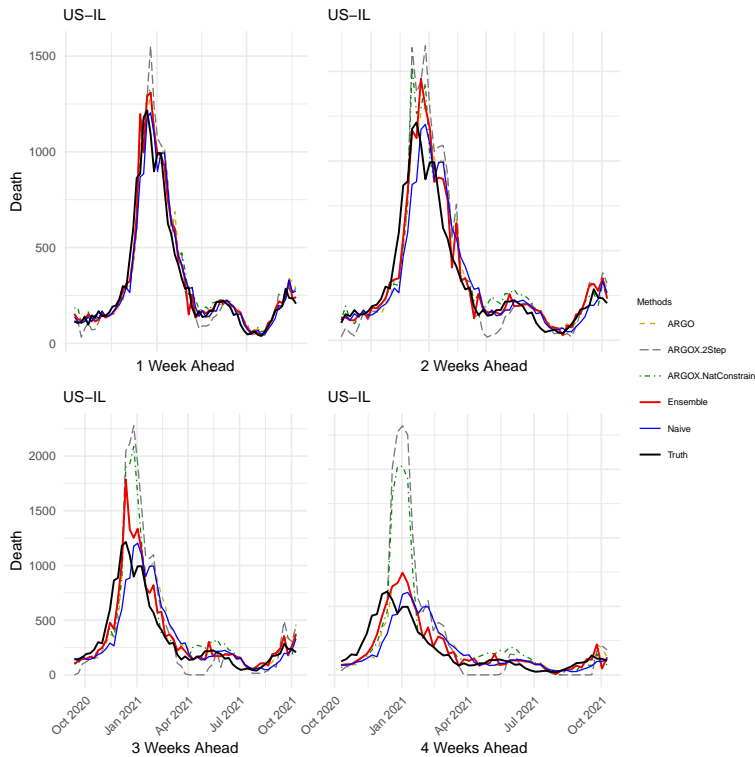 US−IL
US−IL
1500
1000
500
0
Death
1 Week Ahead
2 Weeks Ahead
Methods
ARGO
ARGOX.2Step
ARGOX.NatConstrain
Ensemble
Naive
Truth
US−IL
US−IL
2000
1500
1000
500
0
Death
Oct 2020
Jan 2021
Apr 2021
Jul 2021
Oct 2021
Jan 2021
Apr 2021
Jul 2021
Oct 2021
3 Weeks Ahead
4 Weeks Ahead